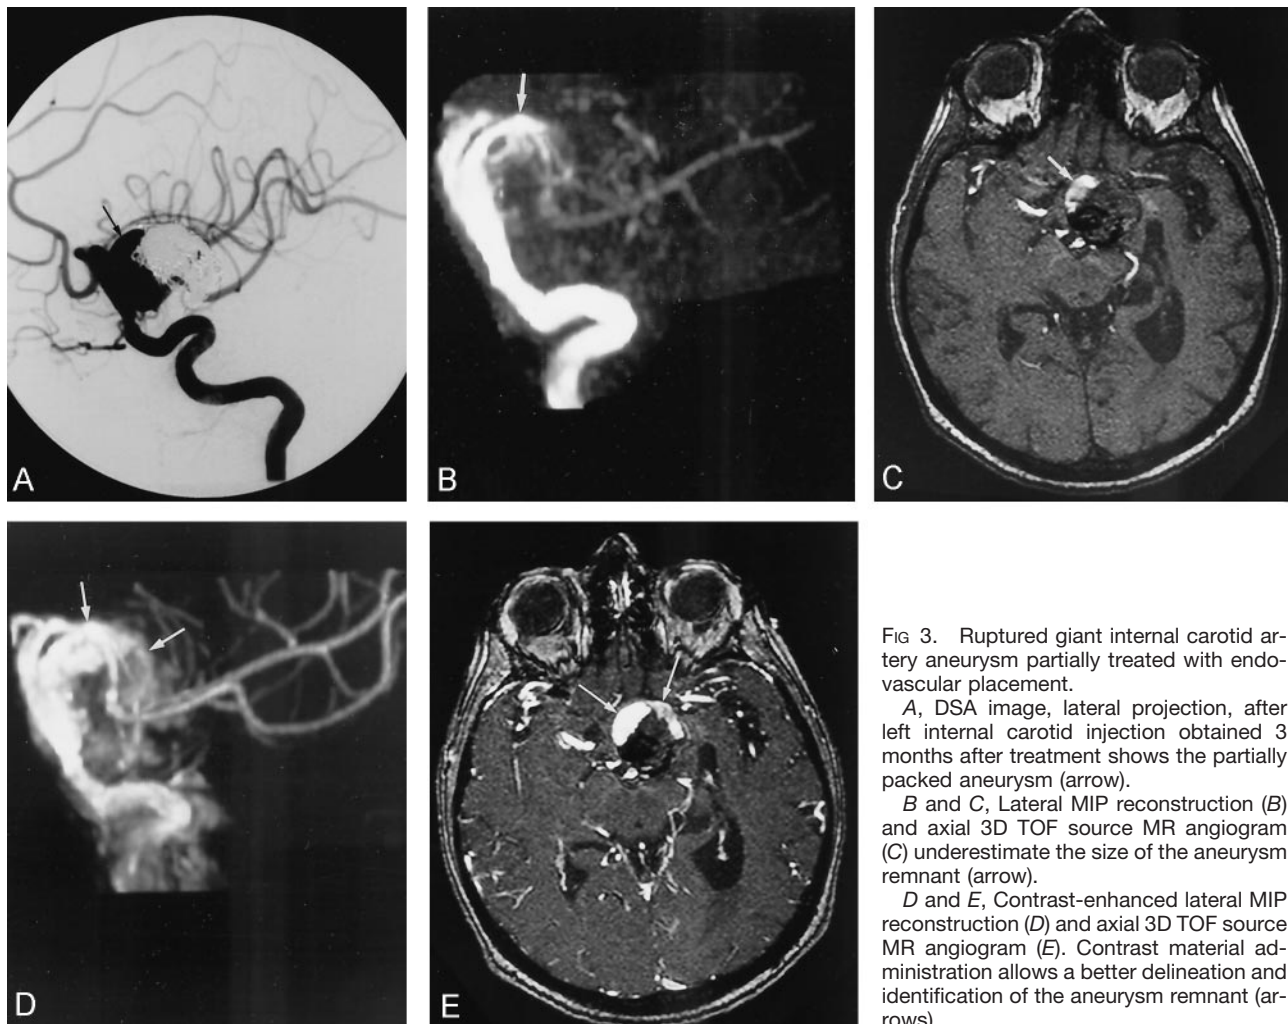 A
B
C
D
E
FIG 3. Ruptured giant internal carotid ar-
tery aneurysm partially treated with endo-
vascular placement.
A, DSA image, lateral projection, after
left internal carotid injection obtained 3
months after treatment shows the partially
packed aneurysm (arrow).
B and C, Lateral MIP reconstruction (B)
and axial 3D TOF source MR angiogram
(C) underestimate the size of the aneurysm
remnant (arrow).
D and E, Contrast-enhanced lateral MIP
reconstruction (D) and axial 3D TOF source
MR angiogram (E). Contrast material ad-
ministration allows a better delineation and
identification of the aneurysm remnant (ar-
rows).